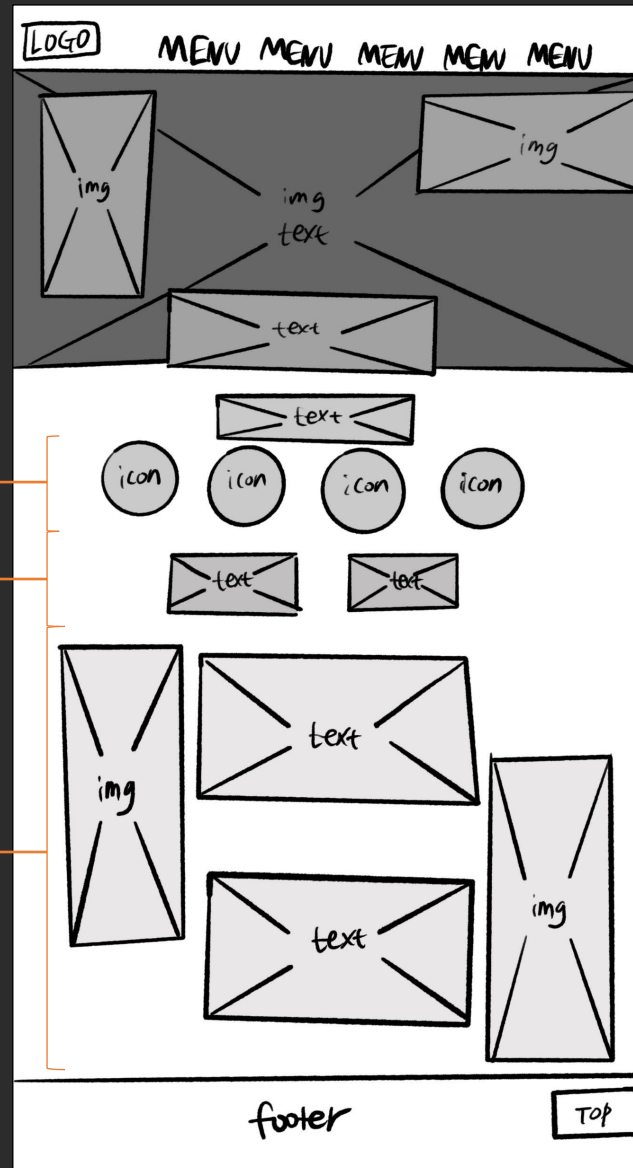 LOGO MENU MENU MENU MENU MENU
img
img
img
text
text
text
icon icon icon icon
text text
text
img
img
text
footer
TOP